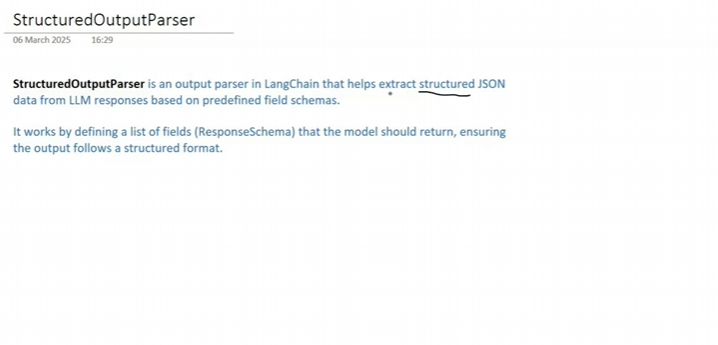 StructuredOutputParser
06 March 2025 16:29
StructuredOutputParser is an output parser in LangChain that helps extract structured JSON
data from LLM responses based on predefined field schemas.
It works by defining a list of fields (ResponseSchema) that the model should return, ensuring
the output follows a structured format.